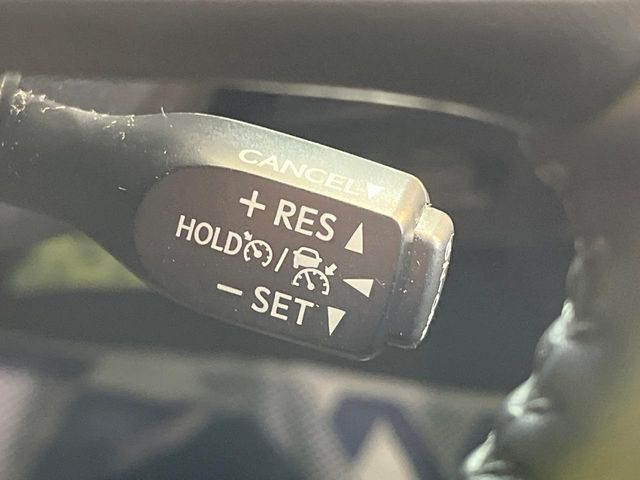 CANCEL▼
+ RES ▲
HOLD / ◀
− SET ▼